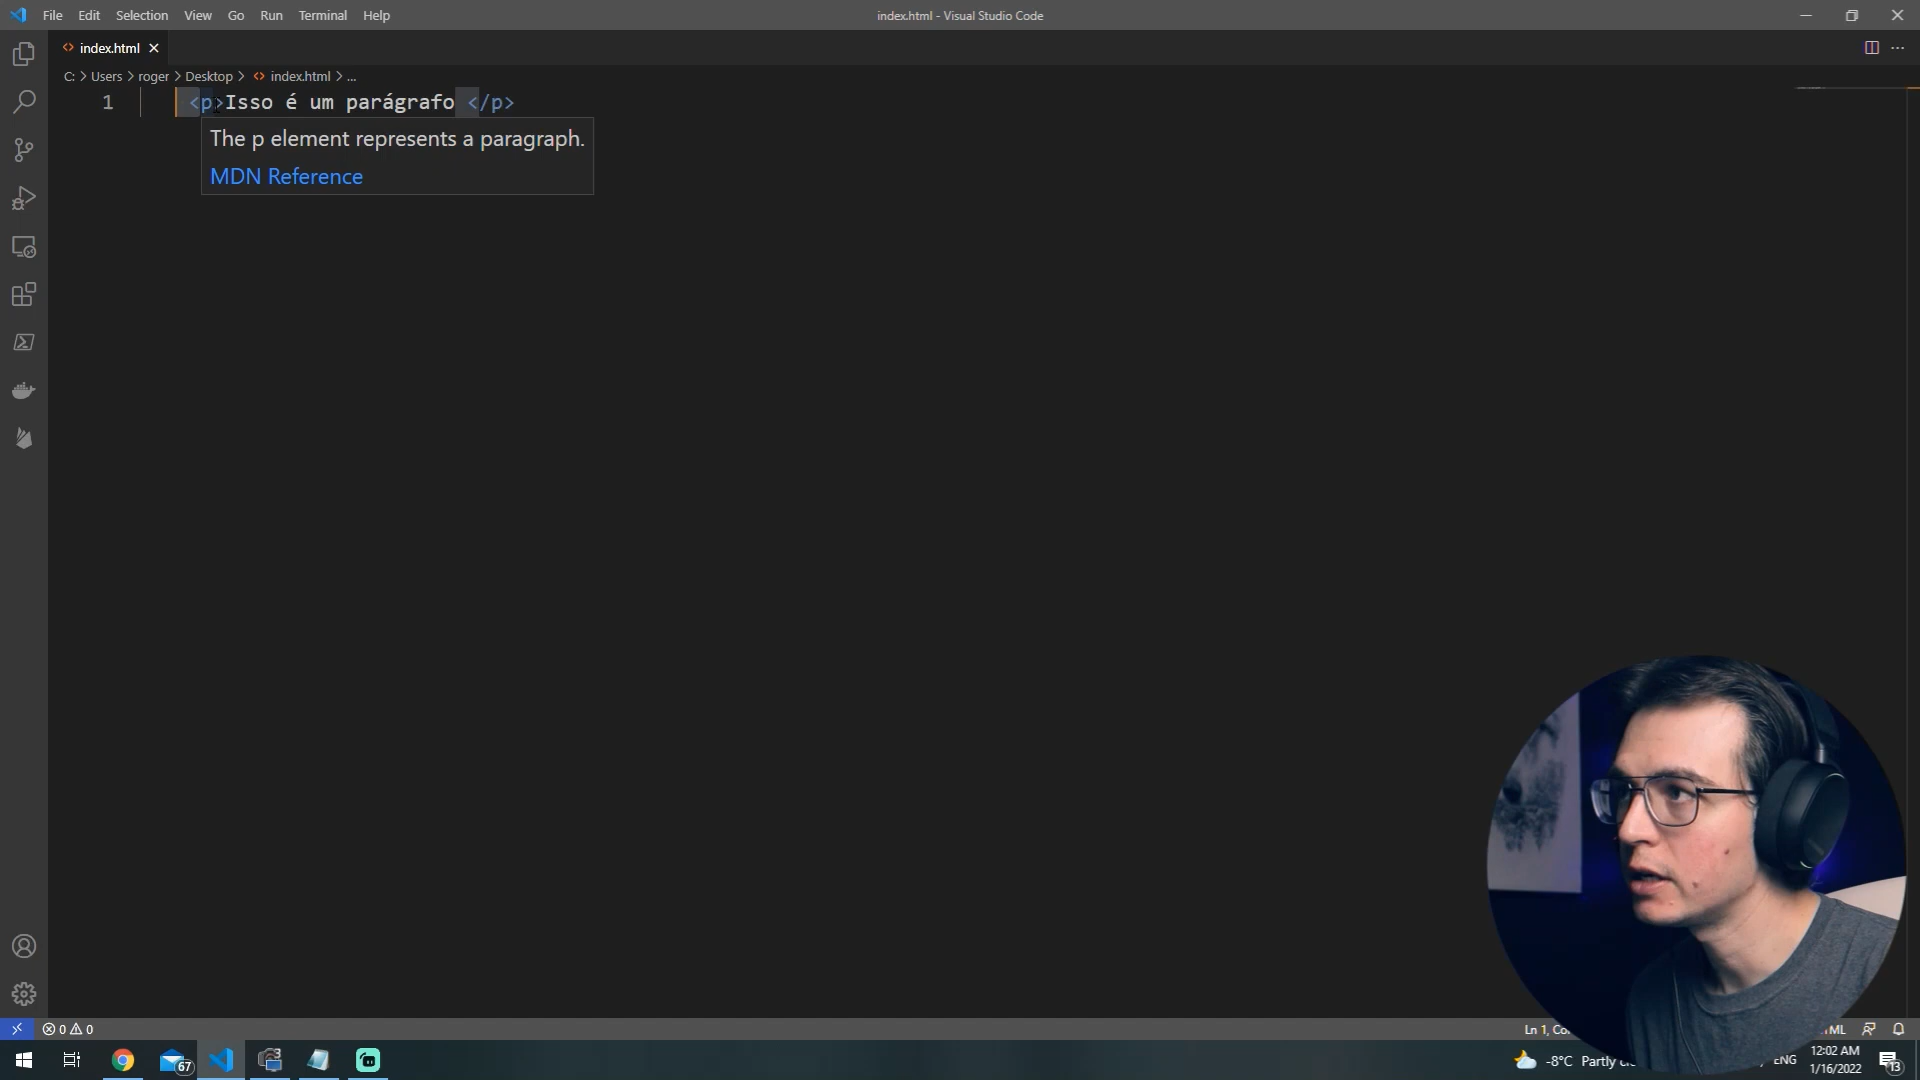 File Edit Selection View Go Run Terminal Help
index.html - Visual Studio Code
index.html
C: > Users > roger > Desktop > index.html > ...
1 <p>Isso é um parágrafo </p>
The p element represents a paragraph.
MDN Reference
0 0
Ln 1,
67
-8°C Partly
ENG
12:02 AM
1/16/2022
13